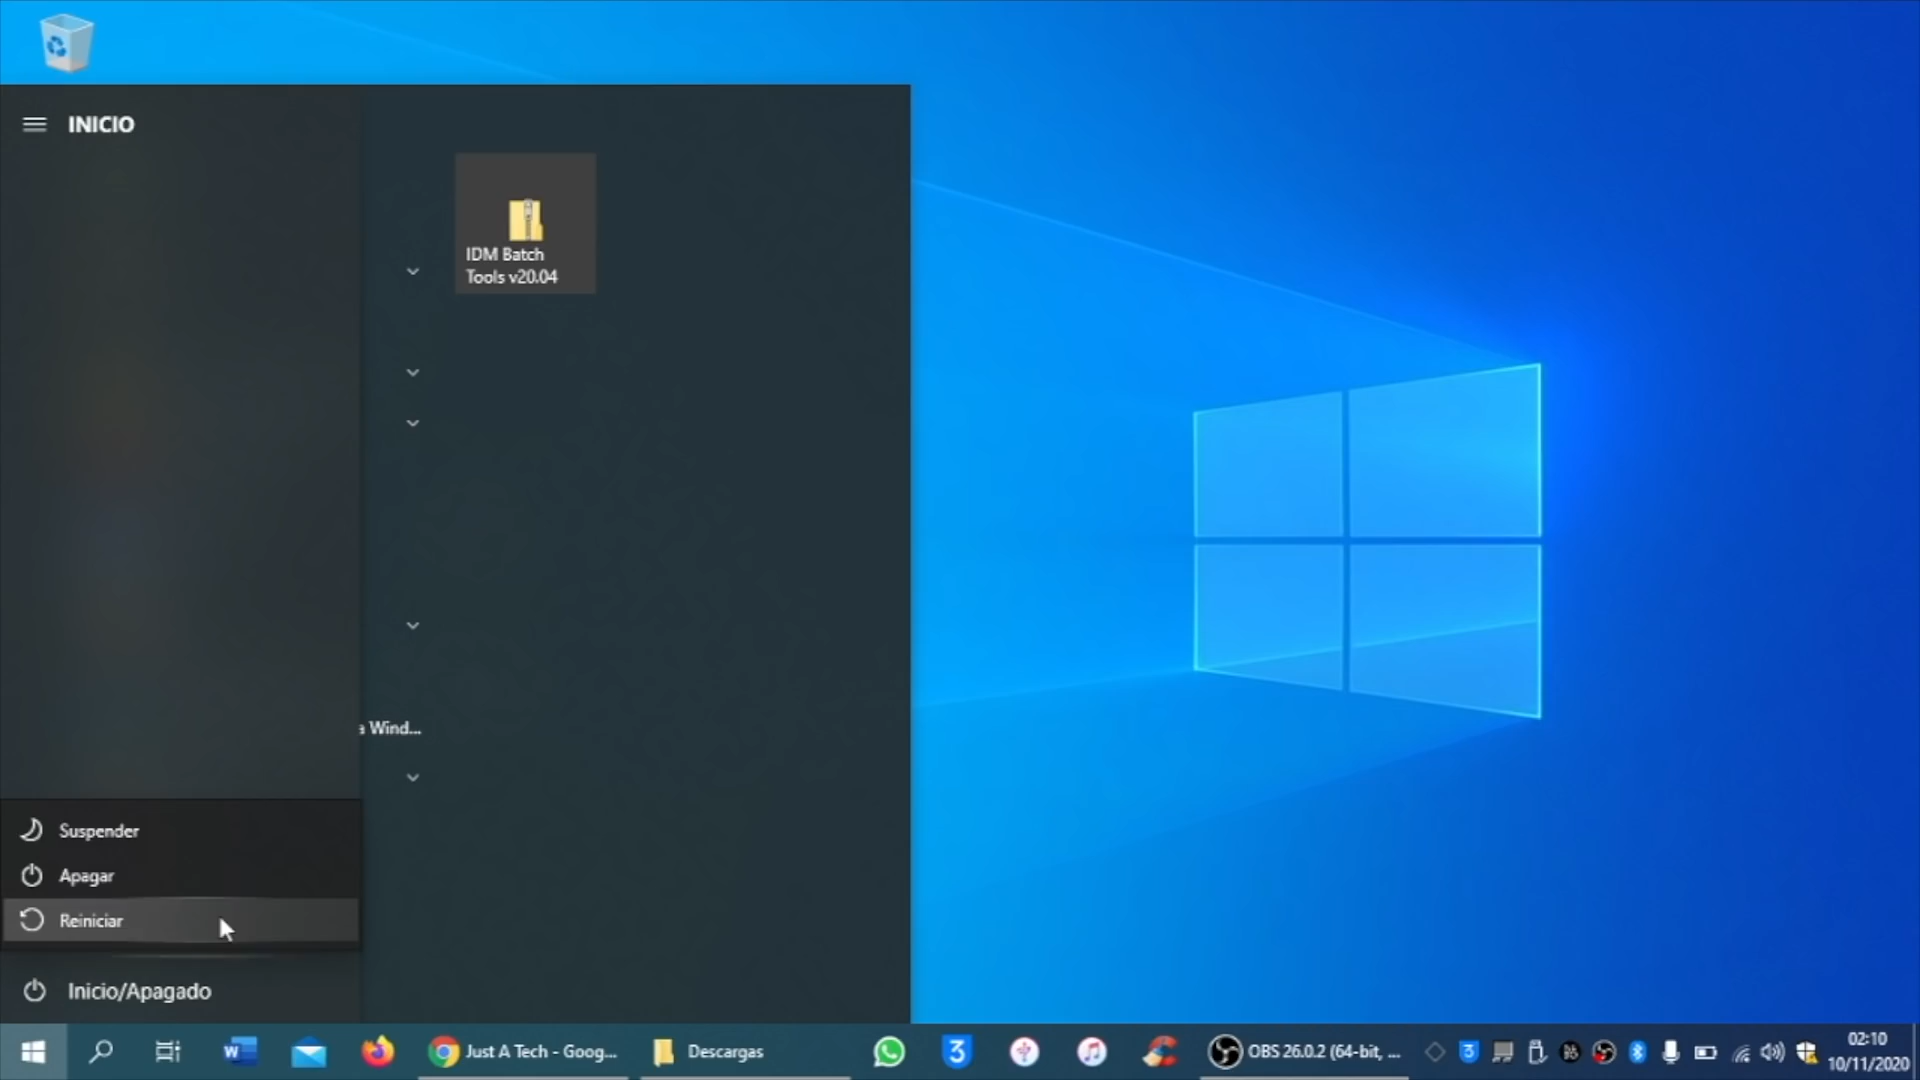 INICIO
IDM Batch
Tools v20.04
a Wind...
Suspender
Apagar
Reiniciar
Inicio/Apagado
Just A Tech - Goog...
Descargas
OBS 26.0.2 (64-bit, ...
02:10
10/11/2020